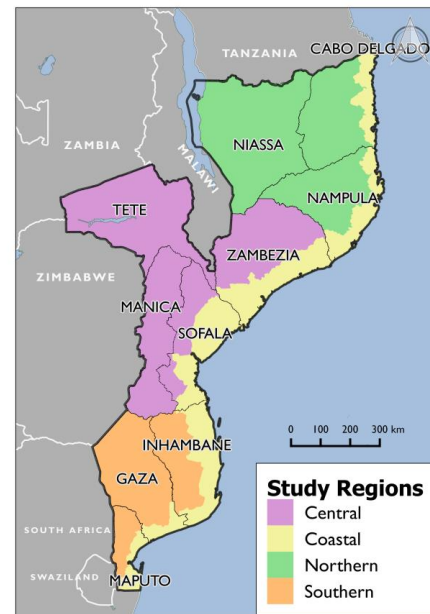 CABO DELGADO
TANZANIA
ZAMBIA
MALAWI
NIASSA
NAMPULA
TETE
ZAMBEZIA
ZIMBABWE
MANICA
SOFALA
INHAMBANE
GAZA
SOUTH AFRICA
SWAZILAND
MAPUTO
0 100 200 300 km
Study Regions
Central
Coastal
Northern
Southern